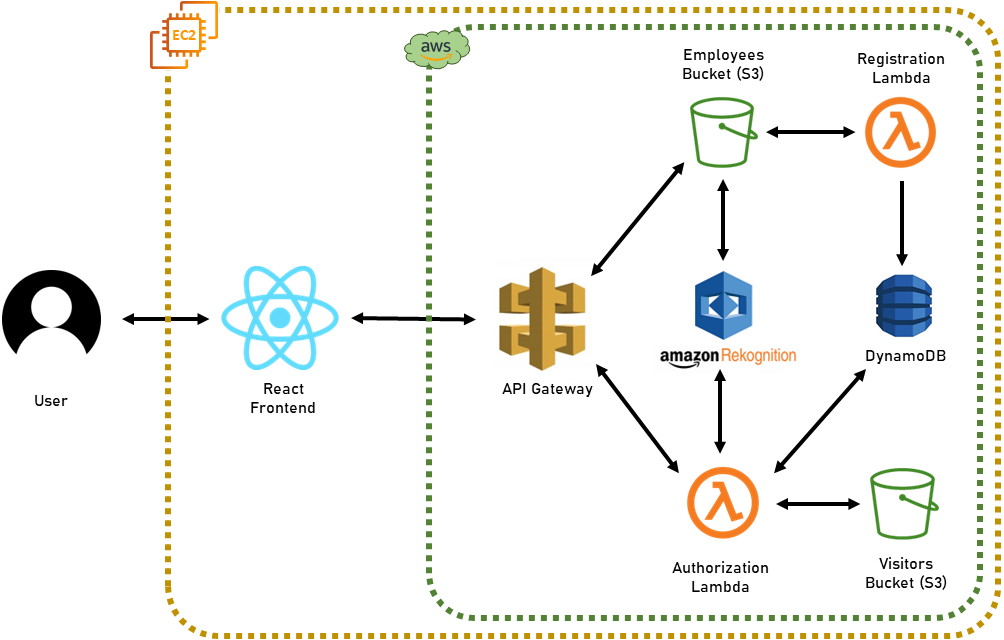 EC2
aws
Employees
Bucket (S3)
Registration
Lambda
amazon Rekognition
DynamoDB
API Gateway
React
Frontend
User
Authorization
Lambda
Visitors
Bucket (S3)